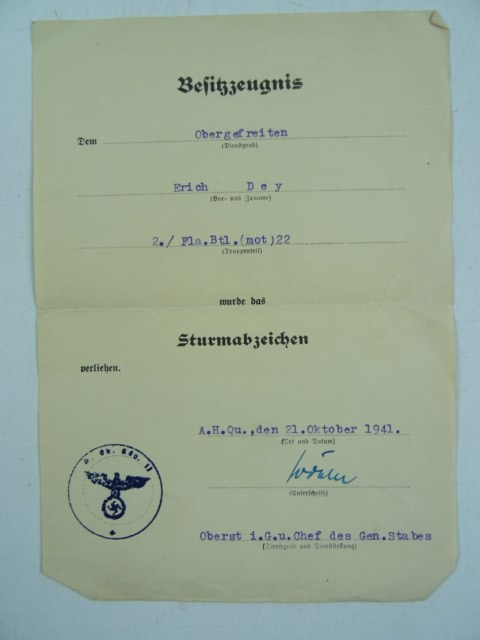 Besitzzeugnis
Dem Obergefreiten
(Dienstgrad)
Erich Dey
(Vor- und Zuname)
2./ Fla.Btl.(mot)22
(Truppenteil)
wurde das
Sturmabzeichen
verliehen.
A.H.Qu.,den 21.Oktober 1941.
(Ort und Datum)
(Unterschrift)
Oberst i.G.u.Chef des Gen.Stabes
(Dienstgrad und Dienststellung)